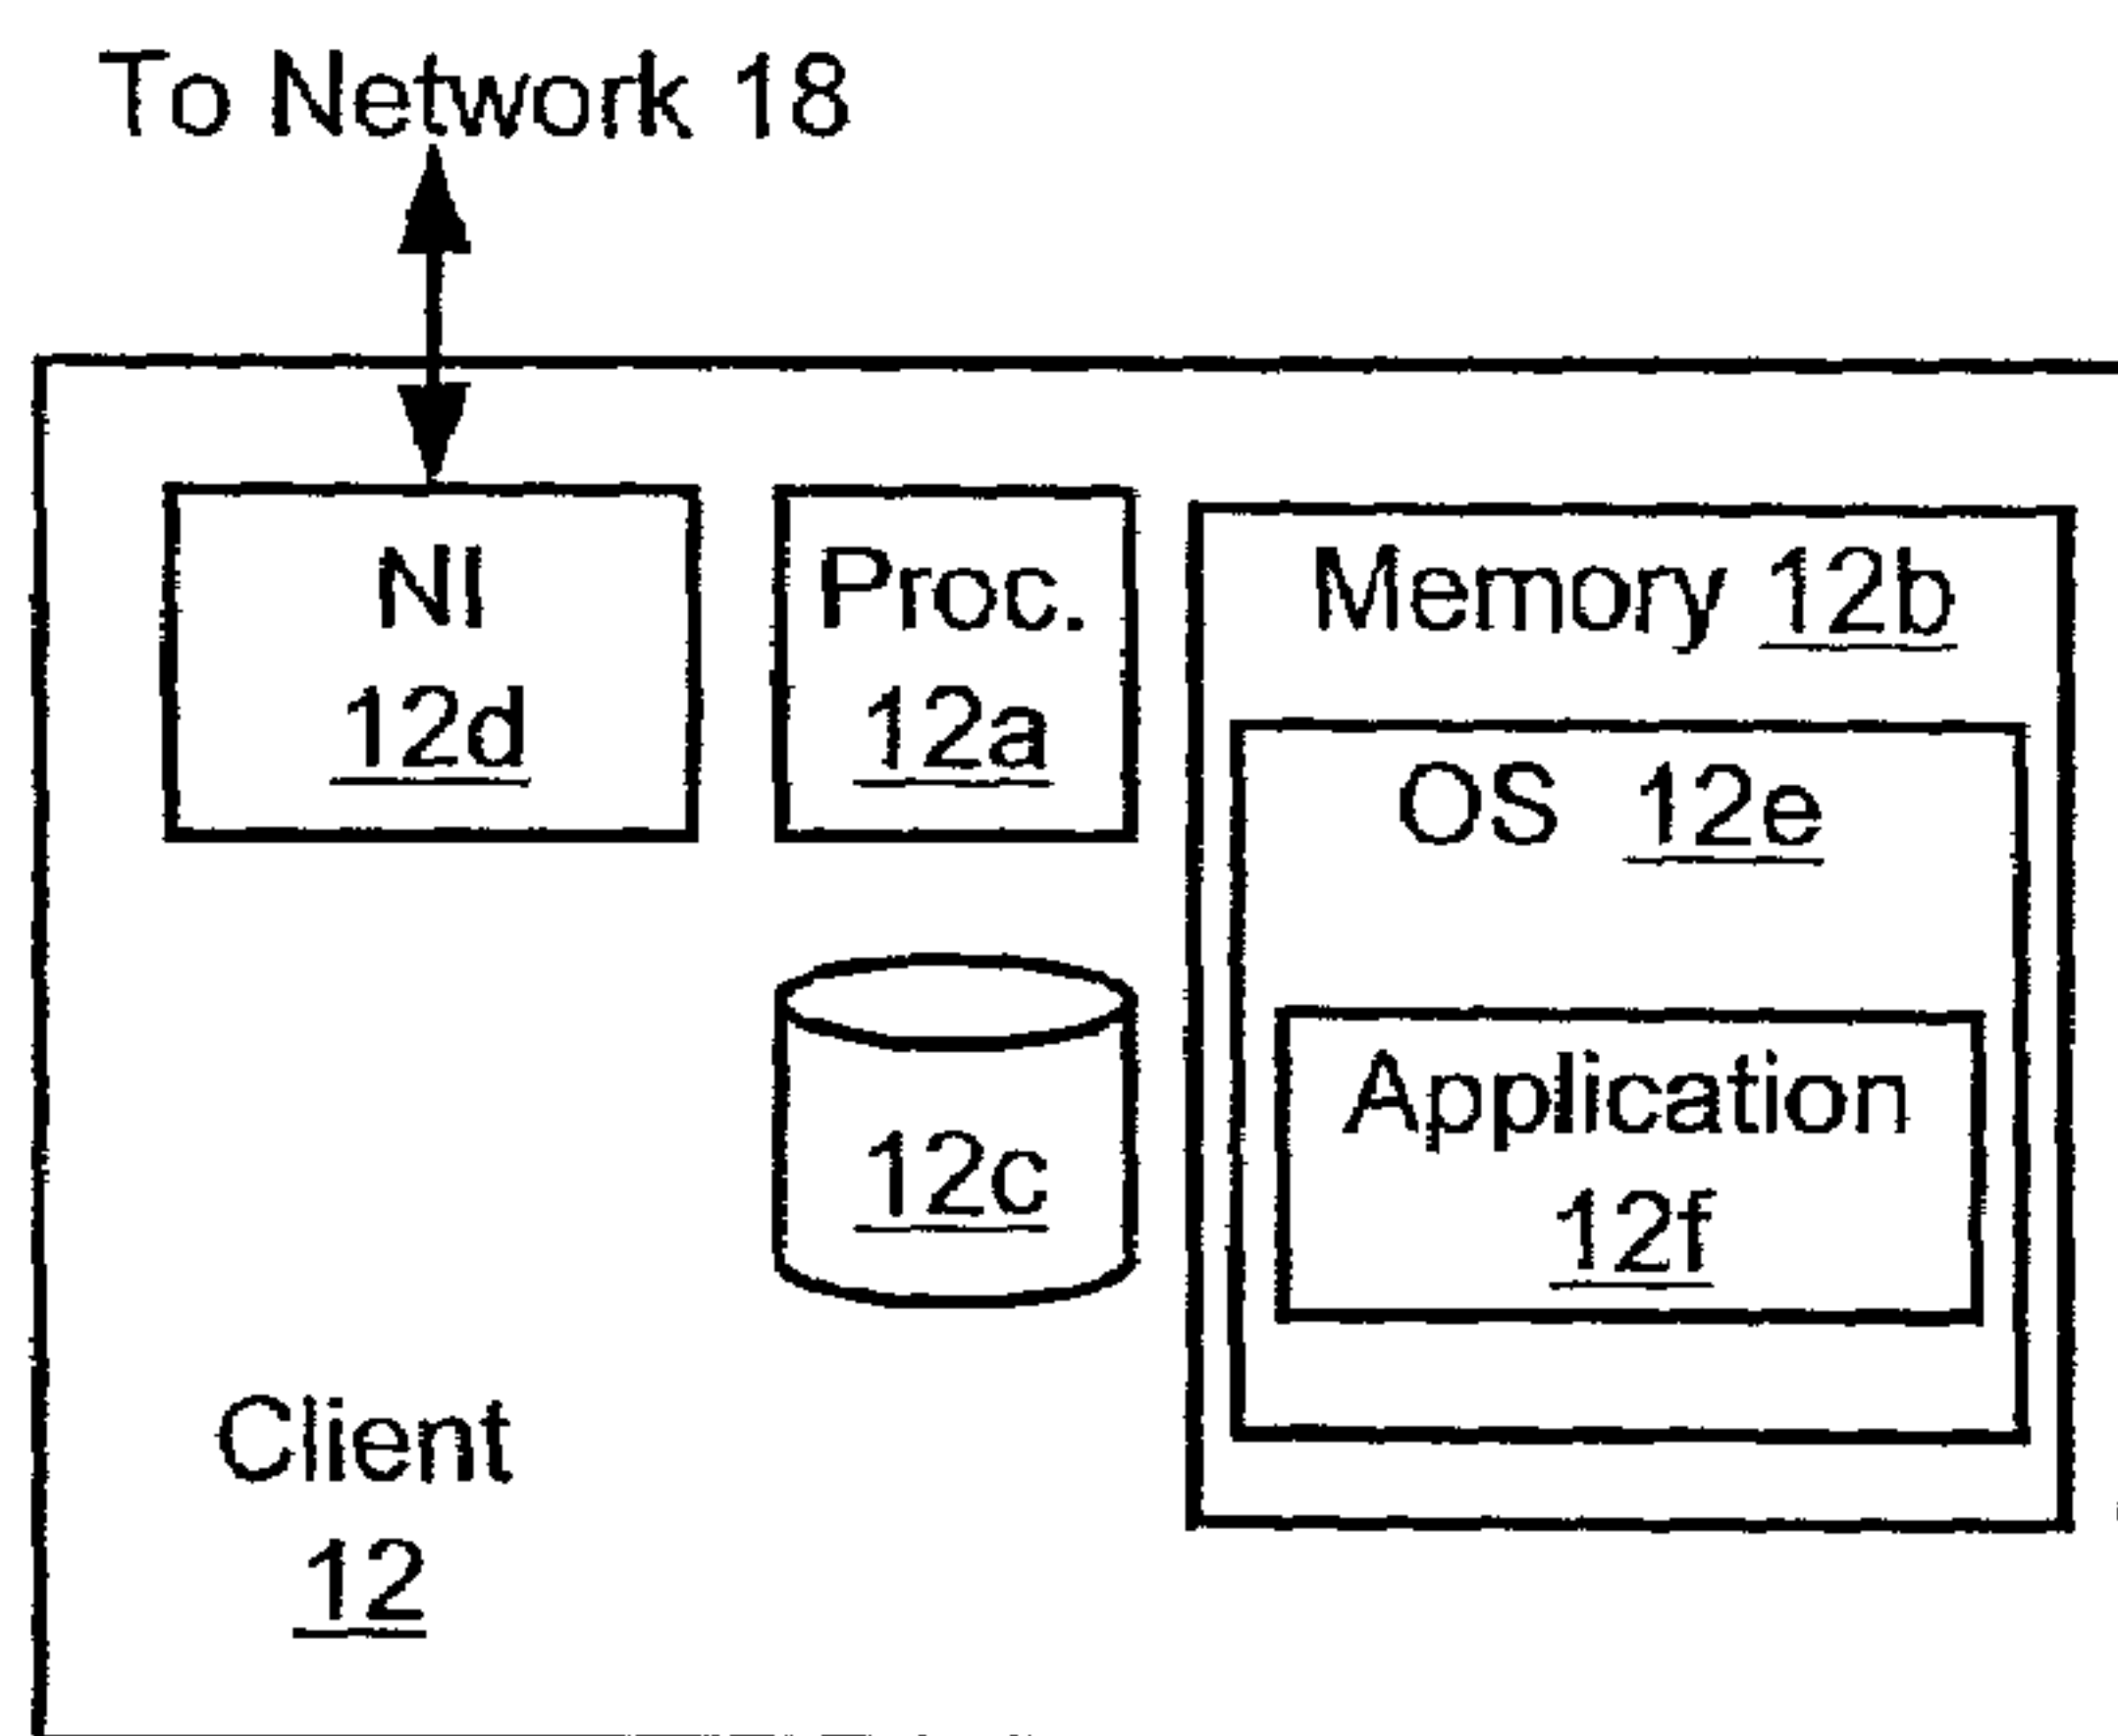 To Network 18
NI
12d
Proc.
12a
Memory 12b
OS 12e
12c
Application
12f
Client
12